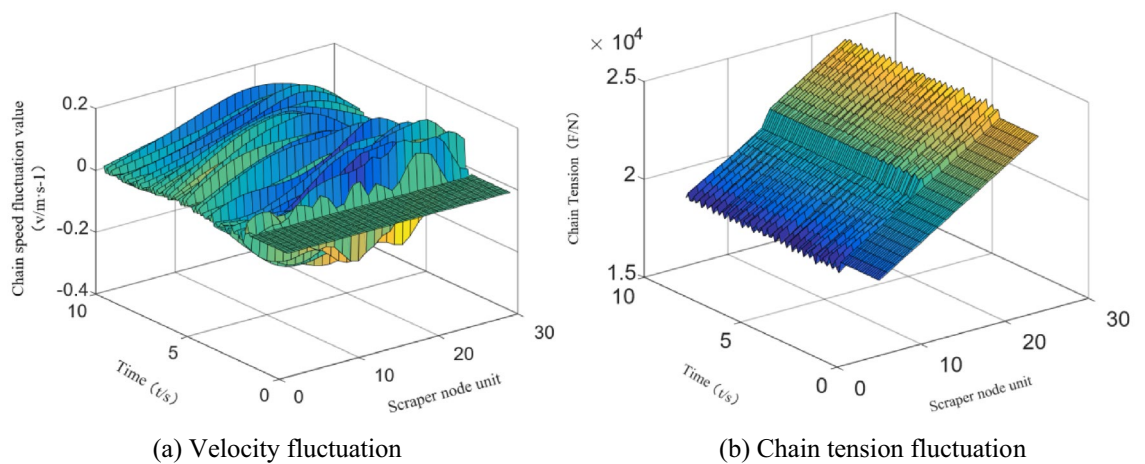 0.2
0
-0.2
-0.4
10
5
0
0
10
20
30
Chain speed fluctuation value
(v/m·s-1)
Time (t/s)
Scraper node unit
(a) Velocity fluctuation
× 10⁴
2.5
2
1.5
10
5
0
0
10
20
30
Chain Tension (F/N)
Time (t/s)
Scraper node unit
(b) Chain tension fluctuation